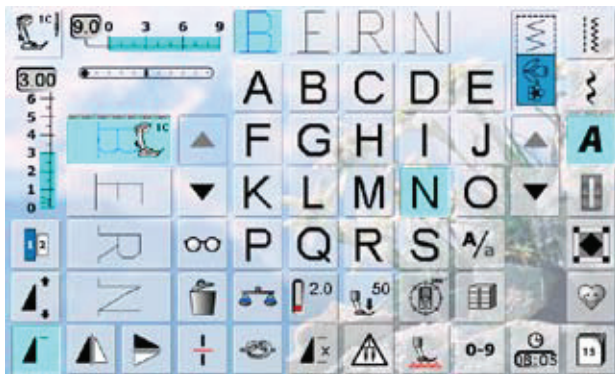 1C 9.0 0 3 6 9 B E R N
3.00 A B C D E
6
5
4 B 1C F G H I J A
3
2 E K L M N O
1
0
1 2 R P Q R S A/a
N 2.0 50
x 0-9 08:05 15